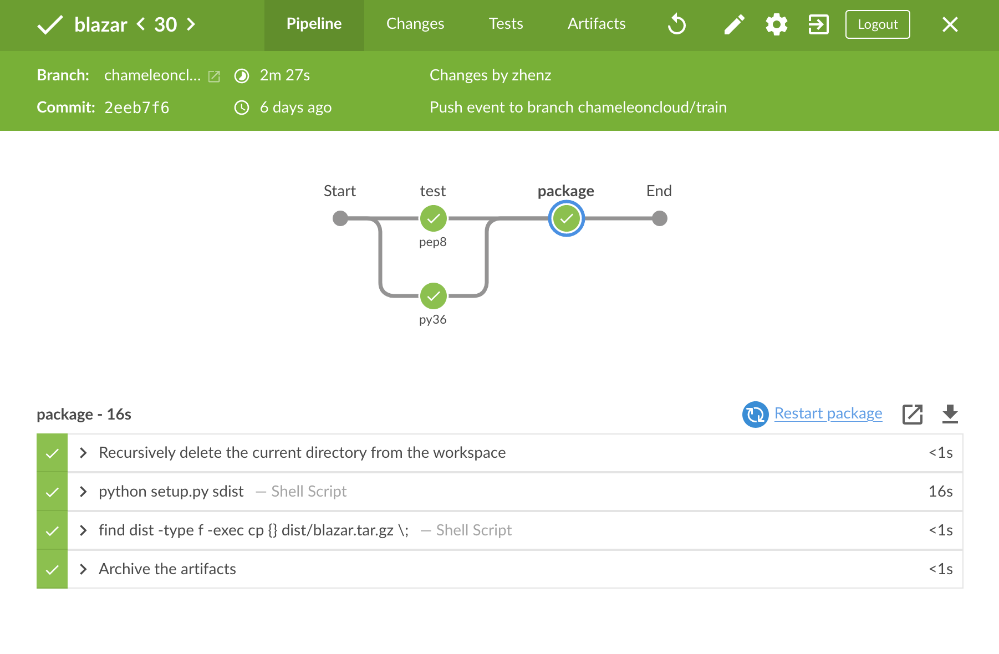 blazar < 30 >
Pipeline
Changes
Tests
Artifacts
Logout
Branch: chameleoncl... 2m 27s Changes by zhenz
Commit: 2eeb7f6 6 days ago Push event to branch chameleoncloud/train
Start test package End
pep8
py36
package - 16s
Restart package
Recursively delete the current directory from the workspace <1s
python setup.py sdist — Shell Script 16s
find dist -type f -exec cp {} dist/blazar.tar.gz \; — Shell Script <1s
Archive the artifacts <1s